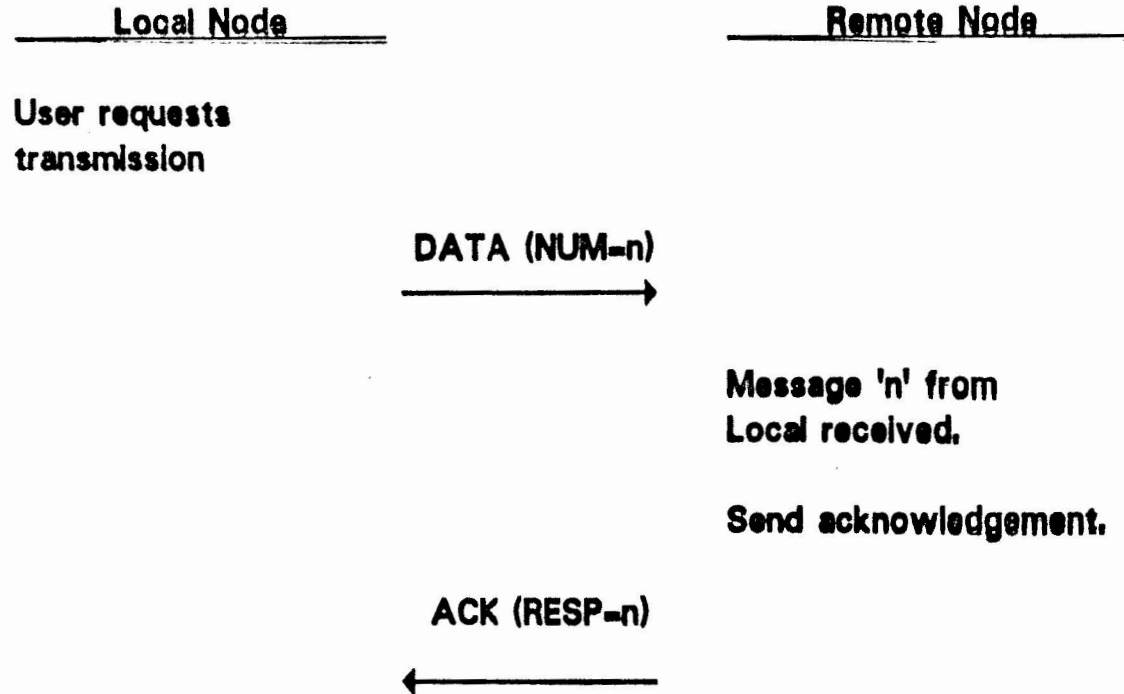 Local Node
Remote Node
User requests
transmission
DATA (NUM=n)
Message 'n' from
Local received.
Send acknowledgement.
ACK (RESP=n)